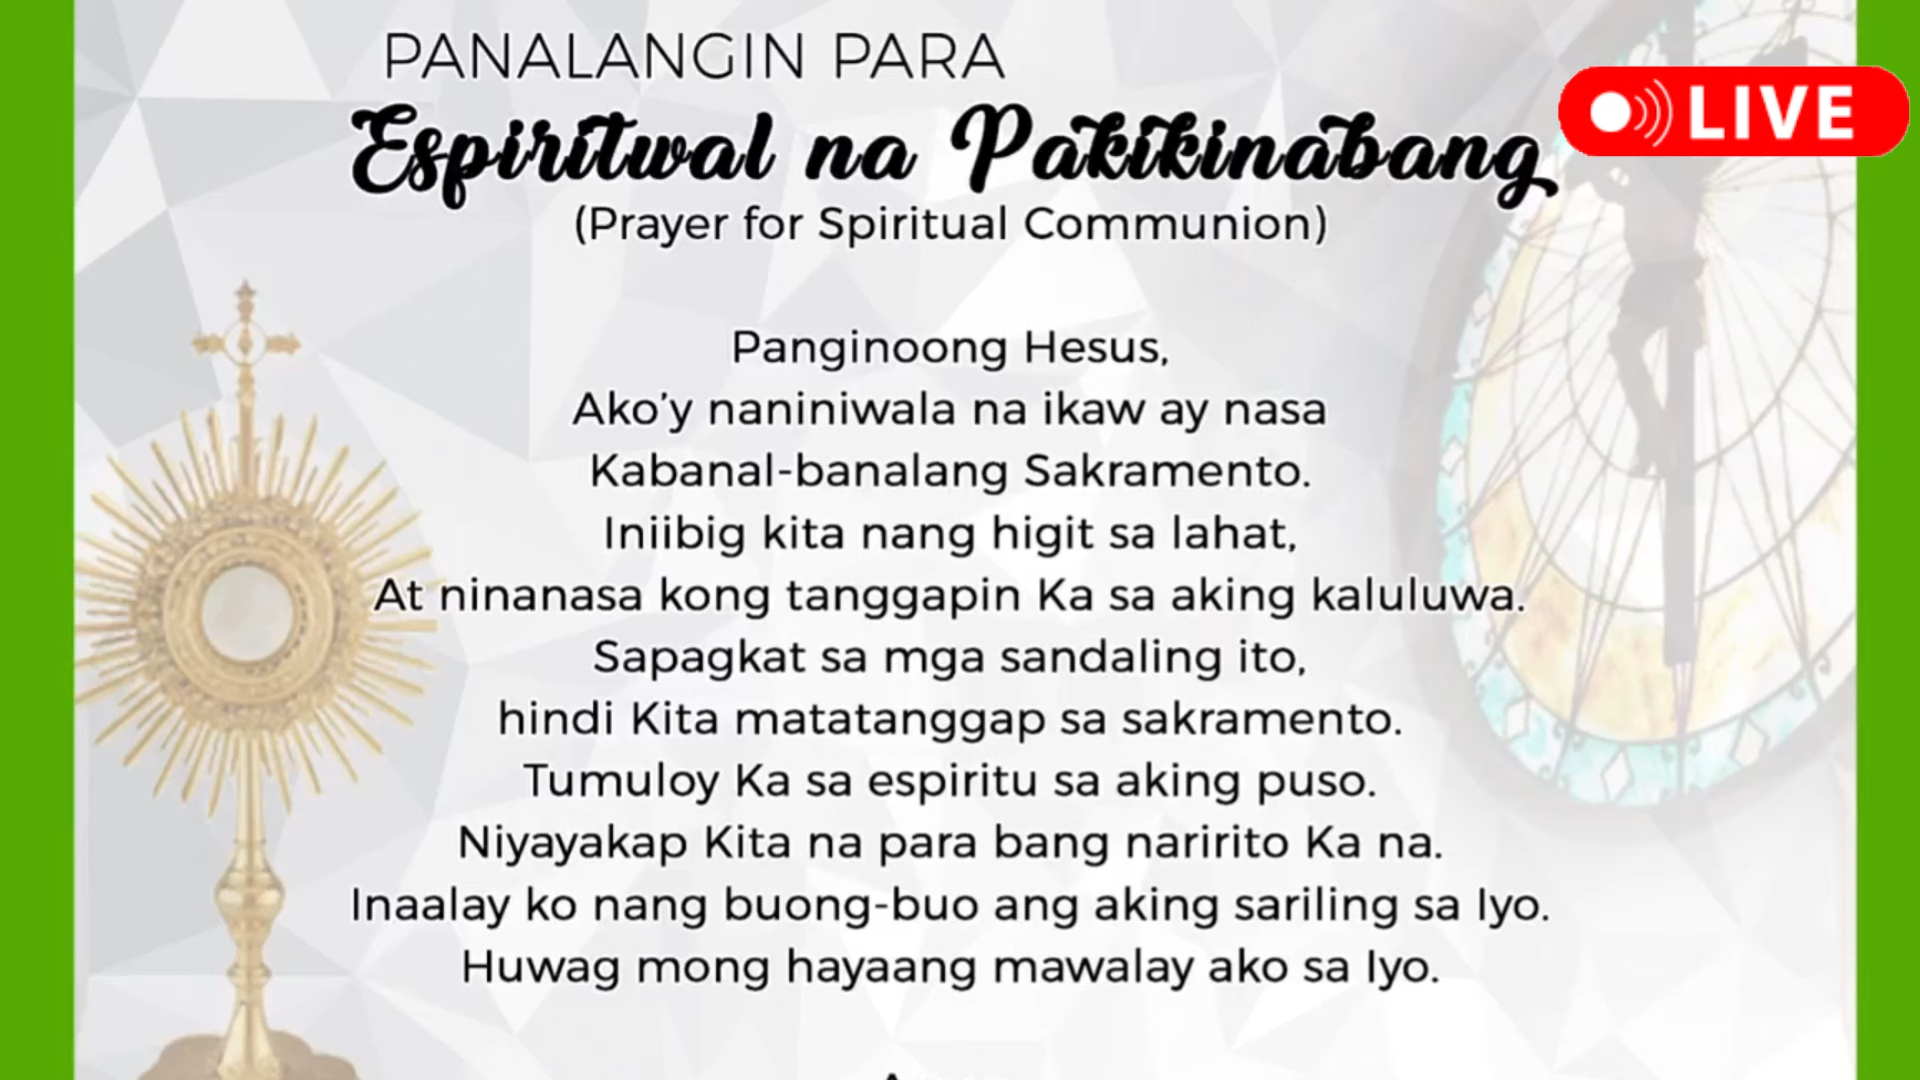 PANALANGIN PARA
Espiritwal na Pakikinabang
(Prayer for Spiritual Communion)
LIVE
Panginoong Hesus,
Ako’y naniniwala na ikaw ay nasa
Kabanal-banalang Sakramento.
Iniibig kita nang higit sa lahat,
At ninanasa kong tanggapin Ka sa aking kaluluwa.
Sapagkat sa mga sandaling ito,
hindi Kita matatanggap sa sakramento.
Tumuloy Ka sa espiritu sa aking puso.
Niyayakap Kita na para bang naririto Ka na.
Inaalay ko nang buong-buo ang aking sariling sa Iyo.
Huwag mong hayaang mawalay ako sa Iyo.